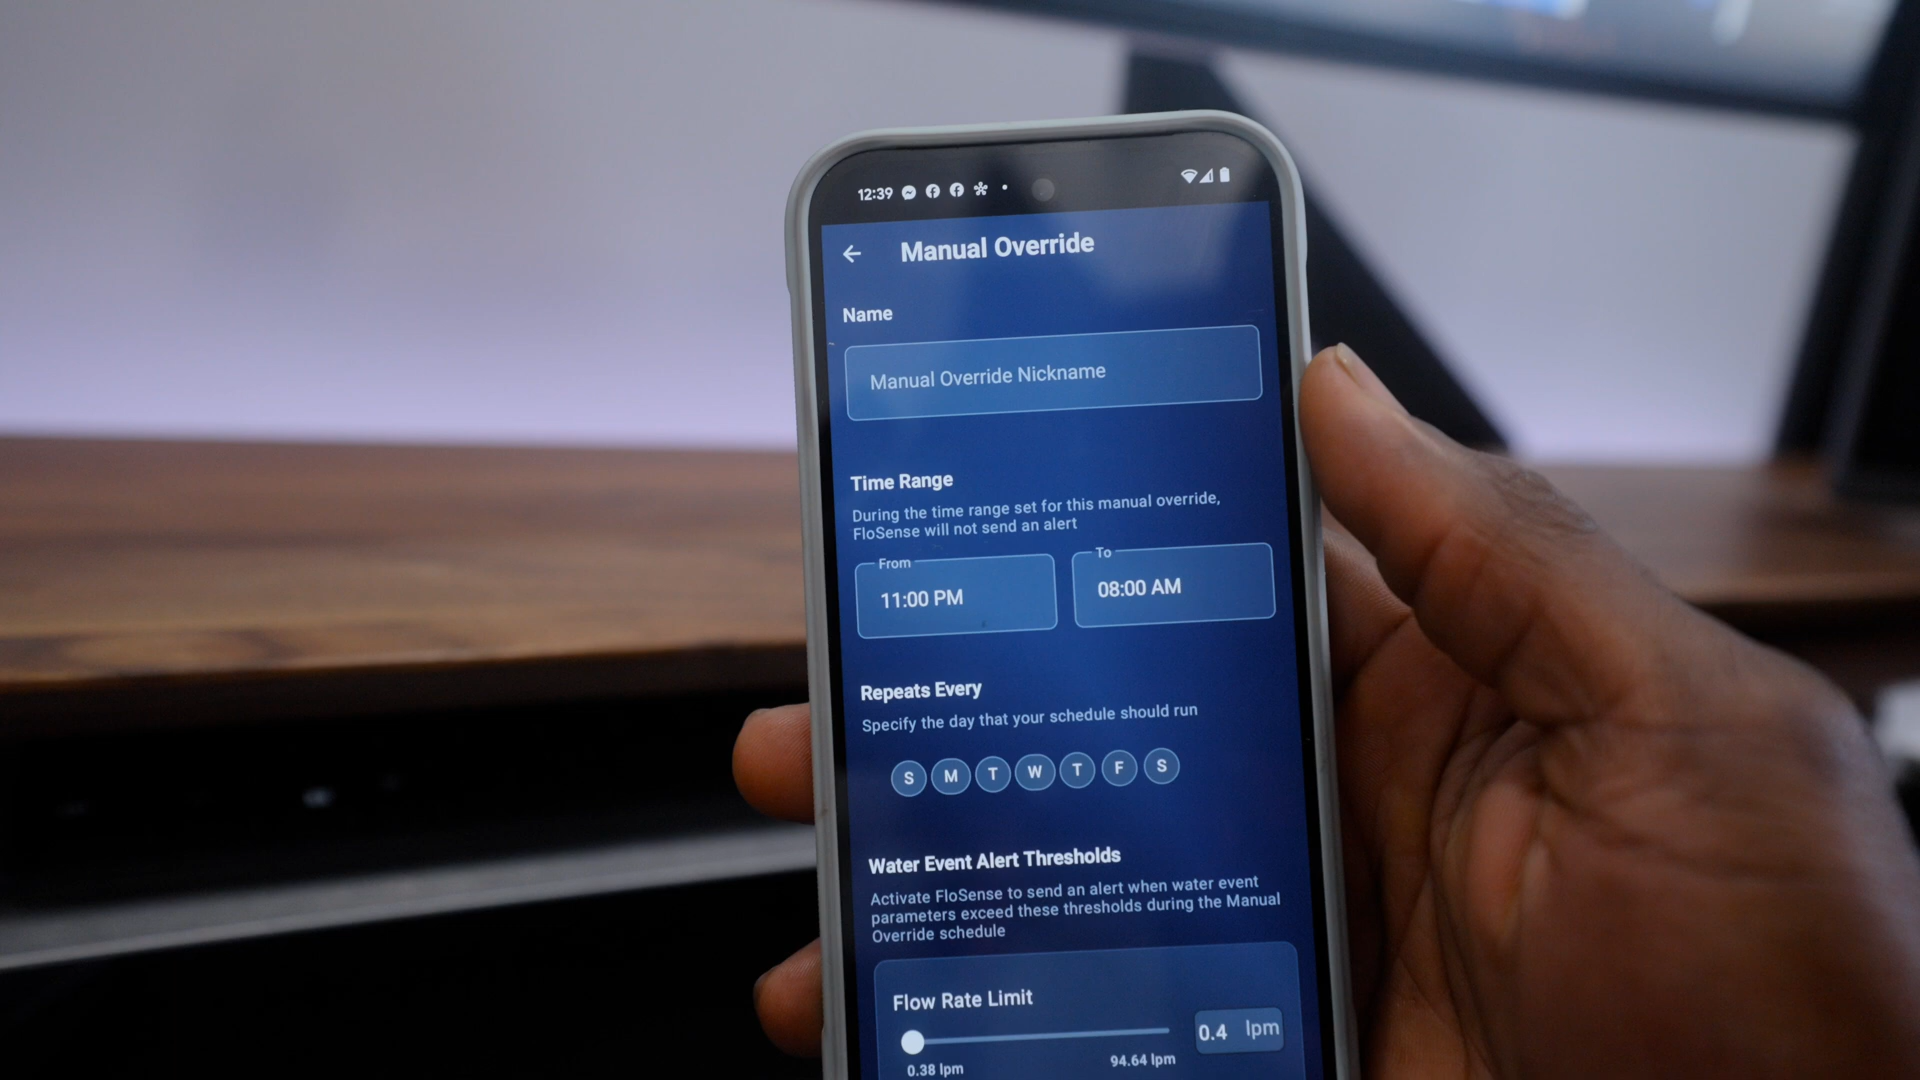 12:39
Manual Override
Name
Manual Override Nickname
Time Range
During the time range set for this manual override,
FloSense will not send an alert
From
To
11:00 PM
08:00 AM
Repeats Every
Specify the day that your schedule should run
S M T W T F S
Water Event Alert Thresholds
Activate FloSense to send an alert when water event
parameters exceed these thresholds during the Manual
Override schedule
Flow Rate Limit
0.4 lpm
0.38 lpm
94.64 lpm